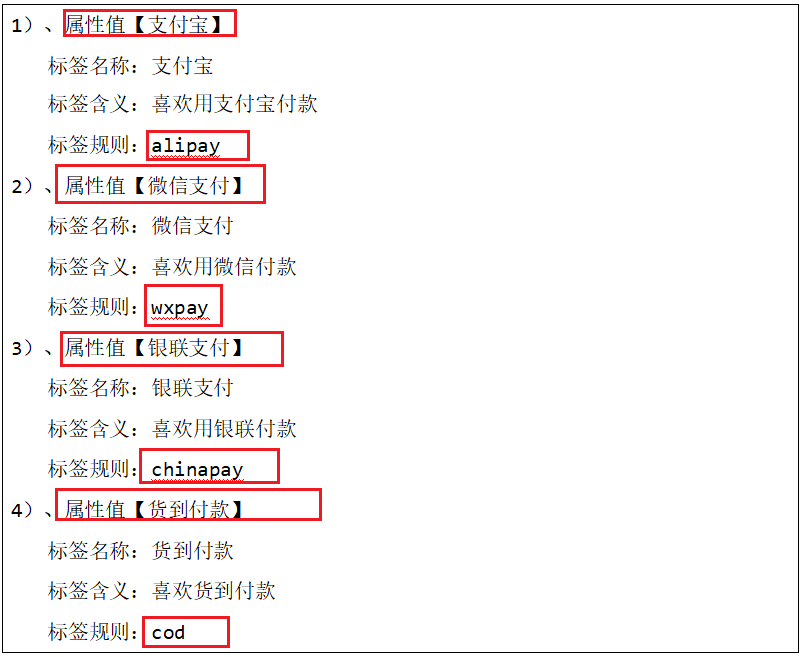 1）、属性值【支付宝】
标签名称：支付宝
标签含义：喜欢用支付宝付款
标签规则：alipay
2）、属性值【微信支付】
标签名称：微信支付
标签含义：喜欢用微信付款
标签规则：wxpay
3）、属性值【银联支付】
标签名称：银联支付
标签含义：喜欢用银联付款
标签规则：chinapay
4）、属性值【货到付款】
标签名称：货到付款
标签含义：喜欢货到付款
标签规则：cod